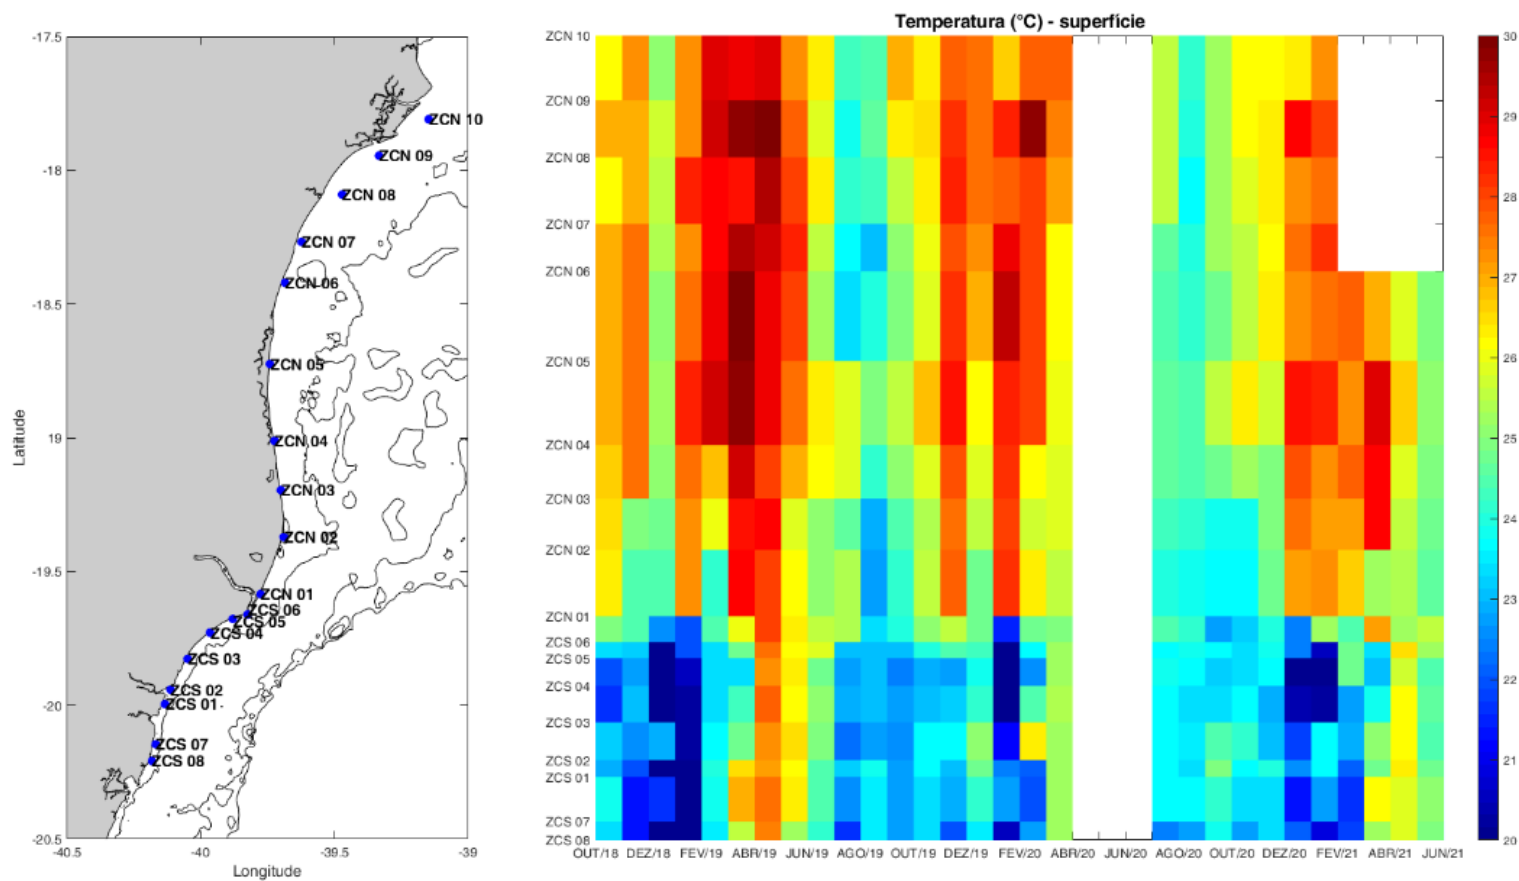 Temperatura (°C) - superfície
-17.5
-18
-18.5
-19
-19.5
-20
-20.5
-40.5
-40
-39.5
-39
Latitude
Longitude
ZCN 10
ZCN 09
ZCN 08
ZCN 07
ZCN 06
ZCN 05
ZCN 04
ZCN 03
ZCN 02
ZCN 01
ZCS 06
ZCS 05
ZCS 04
ZCS 03
ZCS 02
ZCS 01
ZCS 07
ZCS 08
ZCN 10
ZCN 09
ZCN 08
ZCN 07
ZCN 06
ZCN 05
ZCN 04
ZCN 03
ZCN 02
ZCN 01
ZCS 06
ZCS 05
ZCS 04
ZCS 03
ZCS 02
ZCS 01
ZCS 07
ZCS 08
OUT/18 DEZ/18 FEV/19 ABR/19 JUN/19 AGO/19 OUT/19 DEZ/19 FEV/20 ABR/20 JUN/20 AGO/20 OUT/20 DEZ/20 FEV/21 ABR/21 JUN/21
30
29
28
27
26
25
24
23
22
21
20